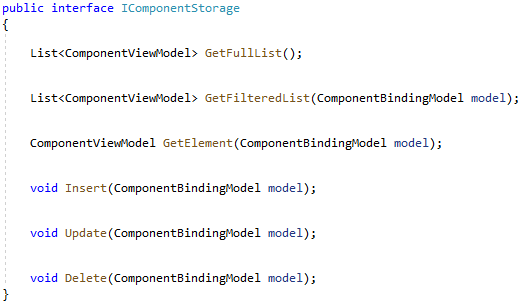 public interface IComponentStorage
{
List<ComponentViewModel> GetFullList();
List<ComponentViewModel> GetFilteredList(ComponentBindingModel model);
ComponentViewModel GetElement(ComponentBindingModel model);
void Insert(ComponentBindingModel model);
void Update(ComponentBindingModel model);
void Delete(ComponentBindingModel model);
}